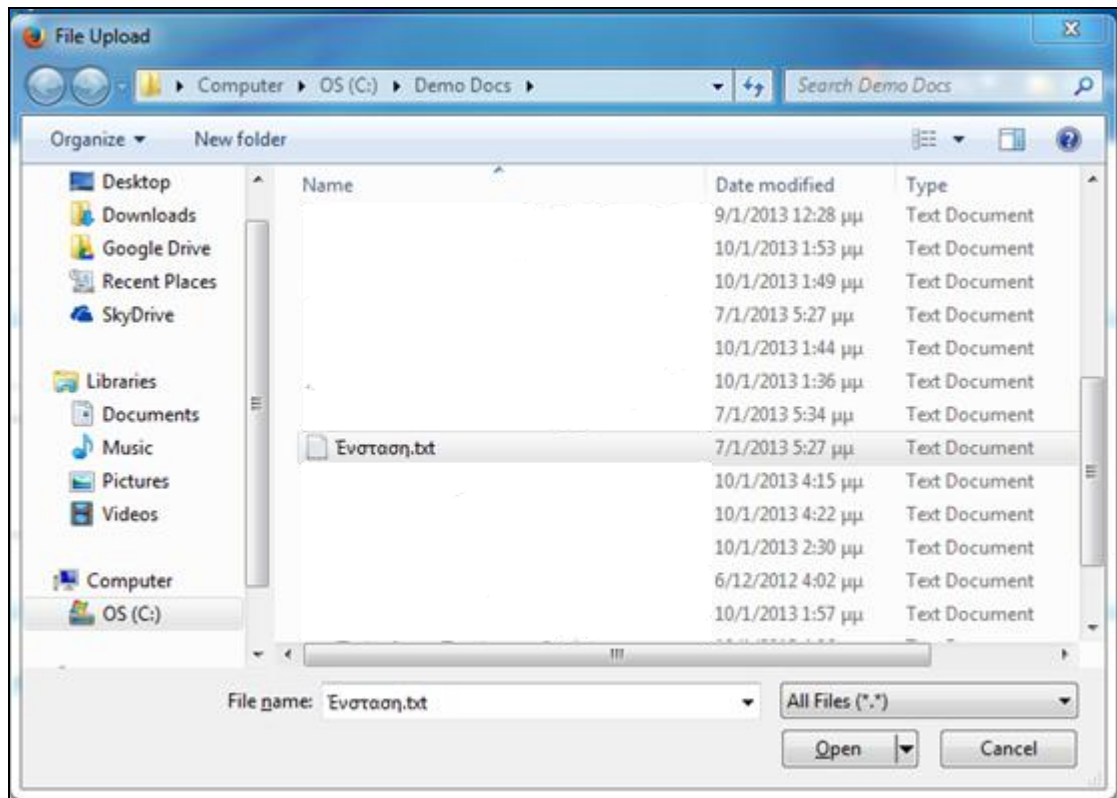 File Upload
Computer OS (C:) Demo Docs
Search Demo Docs
Organize New folder
Desktop
Downloads
Google Drive
Recent Places
SkyDrive
Libraries
Documents
Music
Pictures
Videos
Computer
OS (C:)
Name Date modified Type
9/1/2013 12:28 μμ Text Document
10/1/2013 1:53 μμ Text Document
10/1/2013 1:49 μμ Text Document
7/1/2013 5:27 μμ Text Document
10/1/2013 1:44 μμ Text Document
10/1/2013 1:36 μμ Text Document
7/1/2013 5:34 μμ Text Document
Ένσταση.txt 7/1/2013 5:27 μμ Text Document
10/1/2013 4:15 μμ Text Document
10/1/2013 4:22 μμ Text Document
10/1/2013 2:30 μμ Text Document
6/12/2012 4:02 μμ Text Document
10/1/2013 1:57 μμ Text Document
File name: Ένσταση.txt All Files (*.*)
Open Cancel